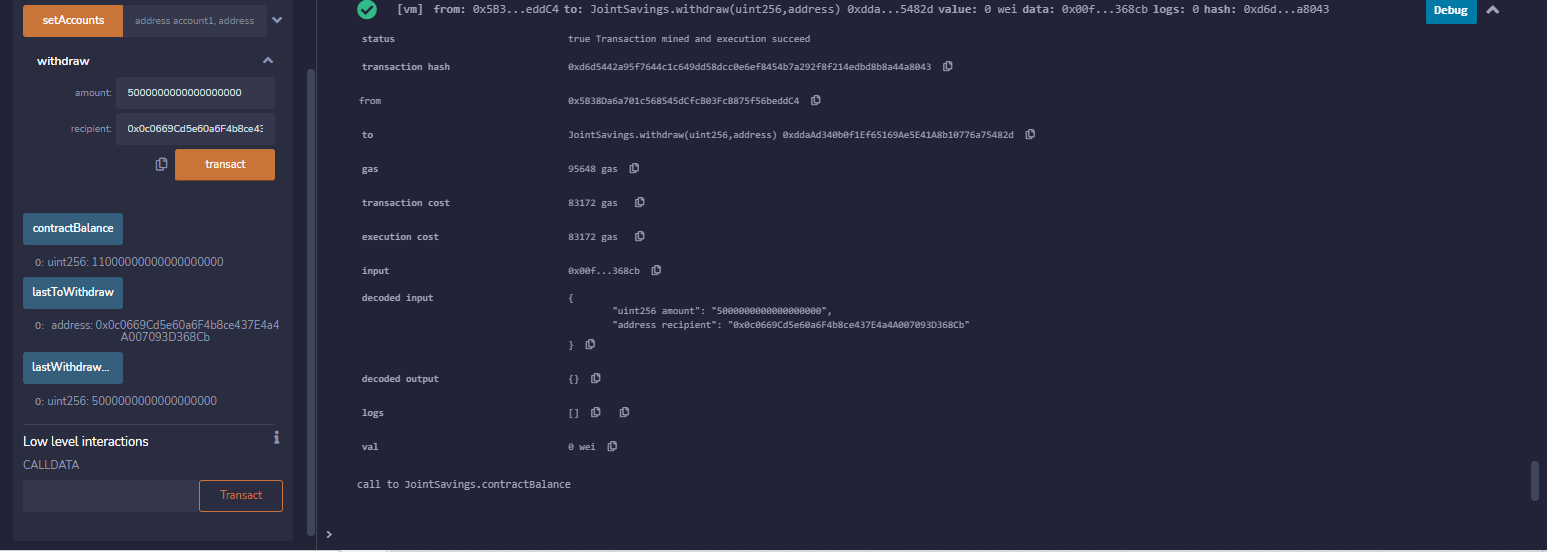 setAccounts address account1, address
withdraw
amount: 5000000000000000000
recipient: 0x0c0669Cd5e60a6F4b8ce43
transact
contractBalance
0: uint256: 11000000000000000000
lastToWithdraw
0: address: 0x0c0669Cd5e60a6F4b8ce437E4a4
A007093D368Cb
lastWithdraw...
0: uint256: 5000000000000000000
Low level interactions
CALLDATA
Transact
[vm] from: 0x5B3...eddC4 to: JointSavings.withdraw(uint256,address) 0xdda...5482d value: 0 wei data: 0x00f...368cb logs: 0 hash: 0xd6d...a8043 Debug
status true Transaction mined and execution succeed
transaction hash 0xd6d5442a95f7644c1c649dd58dcc0e6ef8454b7a292f8f214edbd8b8a44a8043
from 0x5B38Da6a701c568545dCfcB03FcB875f56beddC4
to JointSavings.withdraw(uint256,address) 0xddaAd340b0f1Ef65169Ae5E41A8b10776a75482d
gas 95648 gas
transaction cost 83172 gas
execution cost 83172 gas
input 0x00f...368cb
decoded input {
"uint256 amount": "5000000000000000000",
"address recipient": "0x0c0669Cd5e60a6F4b8ce437E4a4A007093D368Cb"
}
decoded output {}
logs []
val 0 wei
call to JointSavings.contractBalance
>